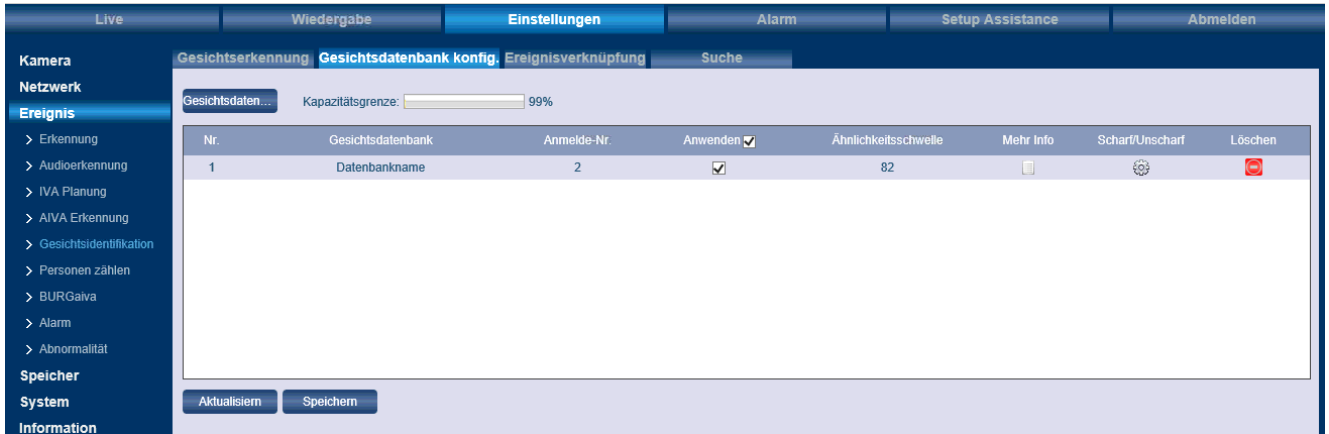 Live Wiedergabe Einstellungen Alarm Setup Assistance Abmelden
Kamera
Netzwerk
Ereignis
Erkennung
Audioerkennung
IVA Planung
AIVA Erkennung
Gesichtsidentifikation
Personen zählen
BURGaiva
Alarm
Abnormalität
Speicher
System
Information
Gesichtserkennung Gesichtsdatenbank konfig. Ereignisverknüpfung Suche
Gesichtsdaten... Kapazitätsgrenze: 99%
Nr. Gesichtsdatenbank Anmelde-Nr. Anwenden Ähnlichkeitsschwelle Mehr Info Scharf/Unscharf Löschen
1 Datenbankname 2 82
Aktualisiern Speichern